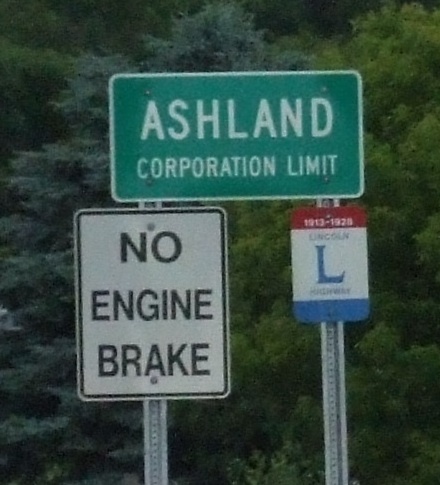 ASHLAND
CORPORATION LIMIT
NO
ENGINE
BRAKE
1913-1928
LINCOLN
L
HIGHWAY